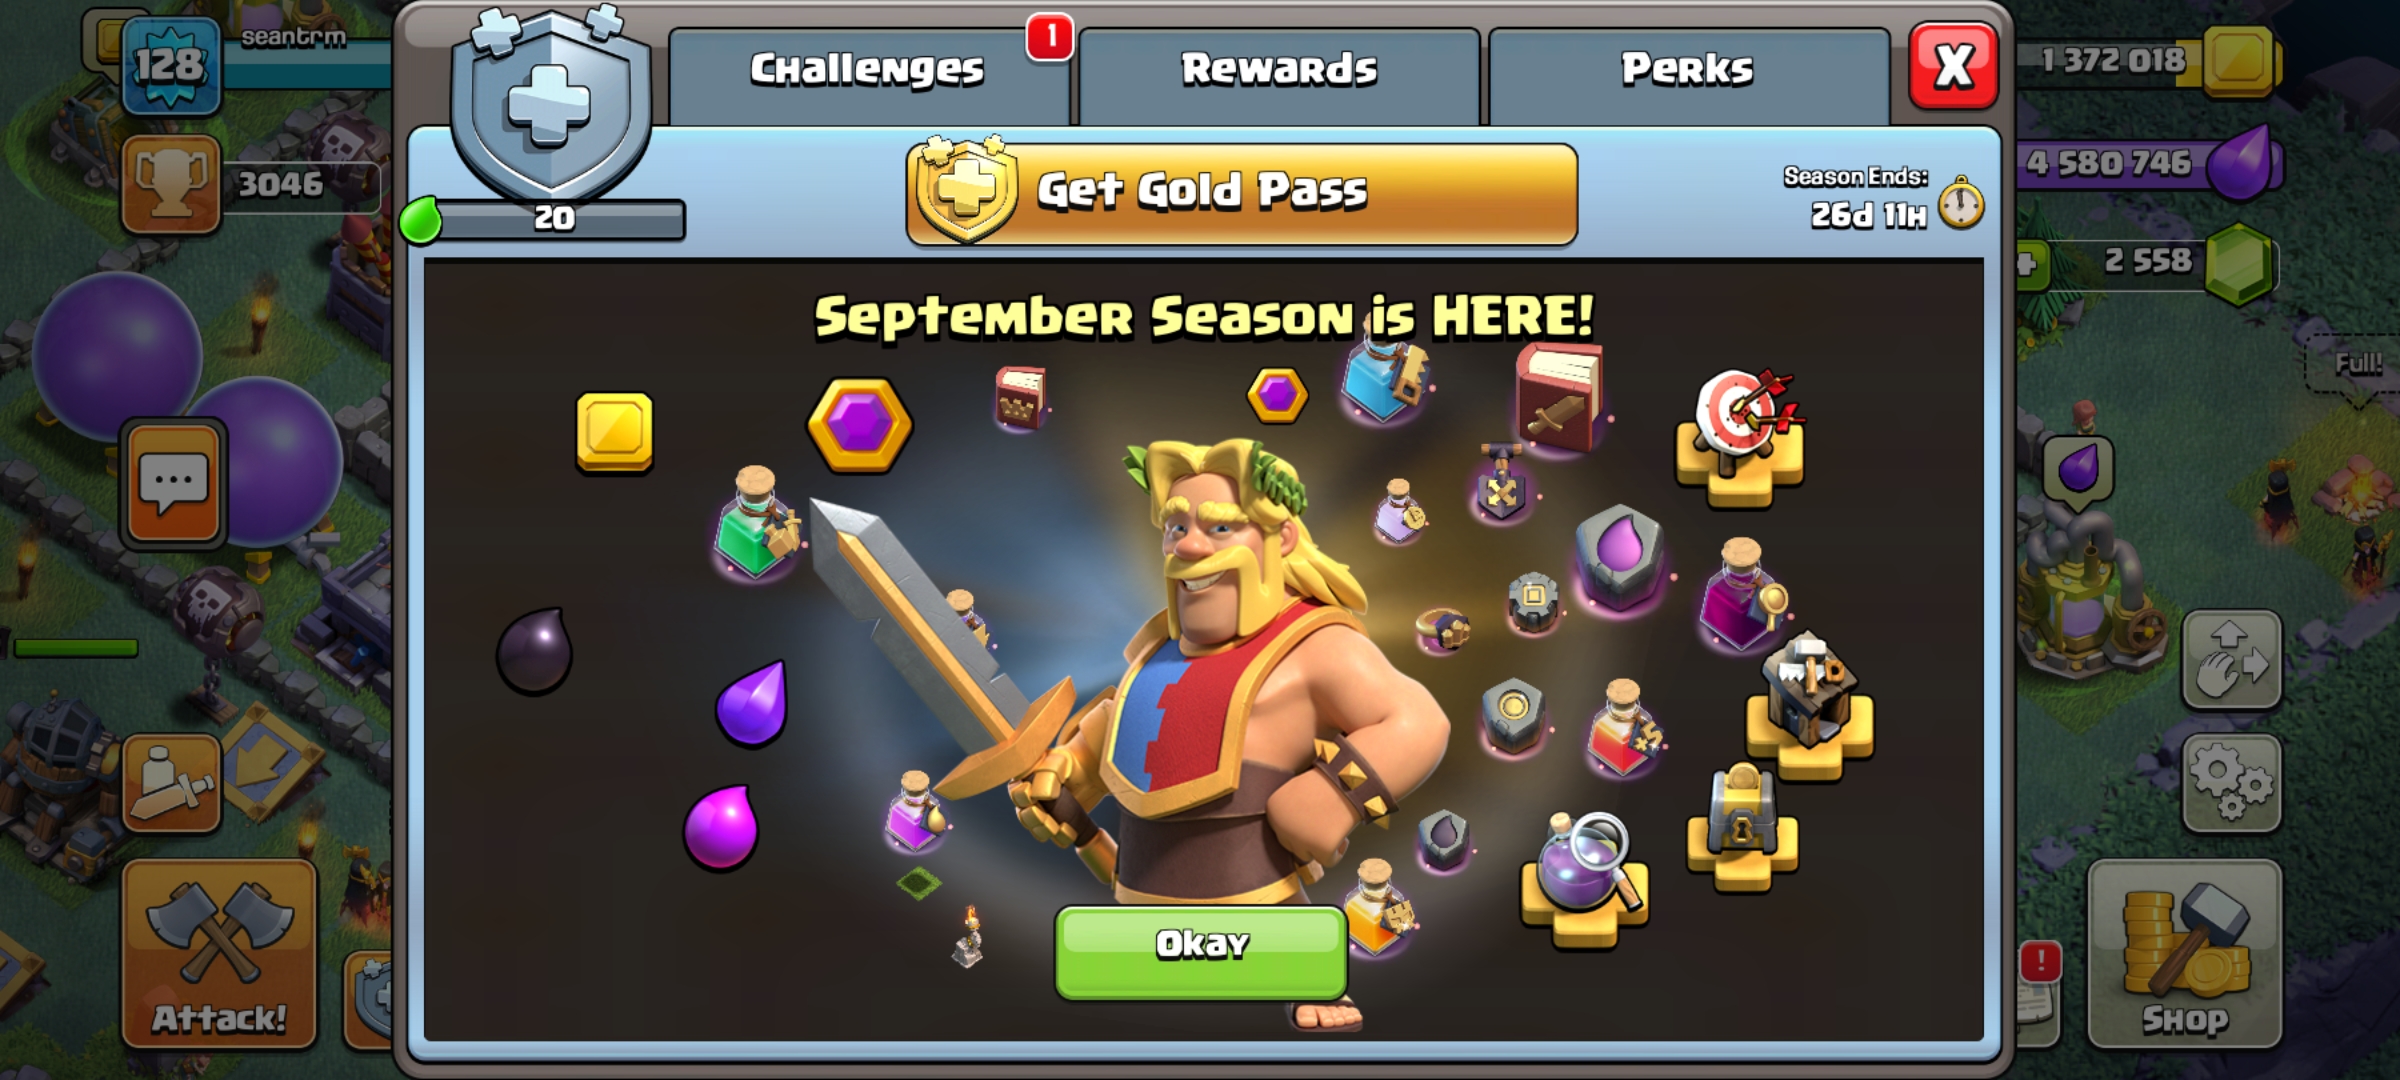 128
seantrm
3046
Challenges
1
Rewards
Perks
X
1 372 018
20
Get Gold Pass
Season Ends:
26d 11H
4 580 746
2 558
September Season is HERE!
Full!
+5
Okay
Attack!
!
Shop